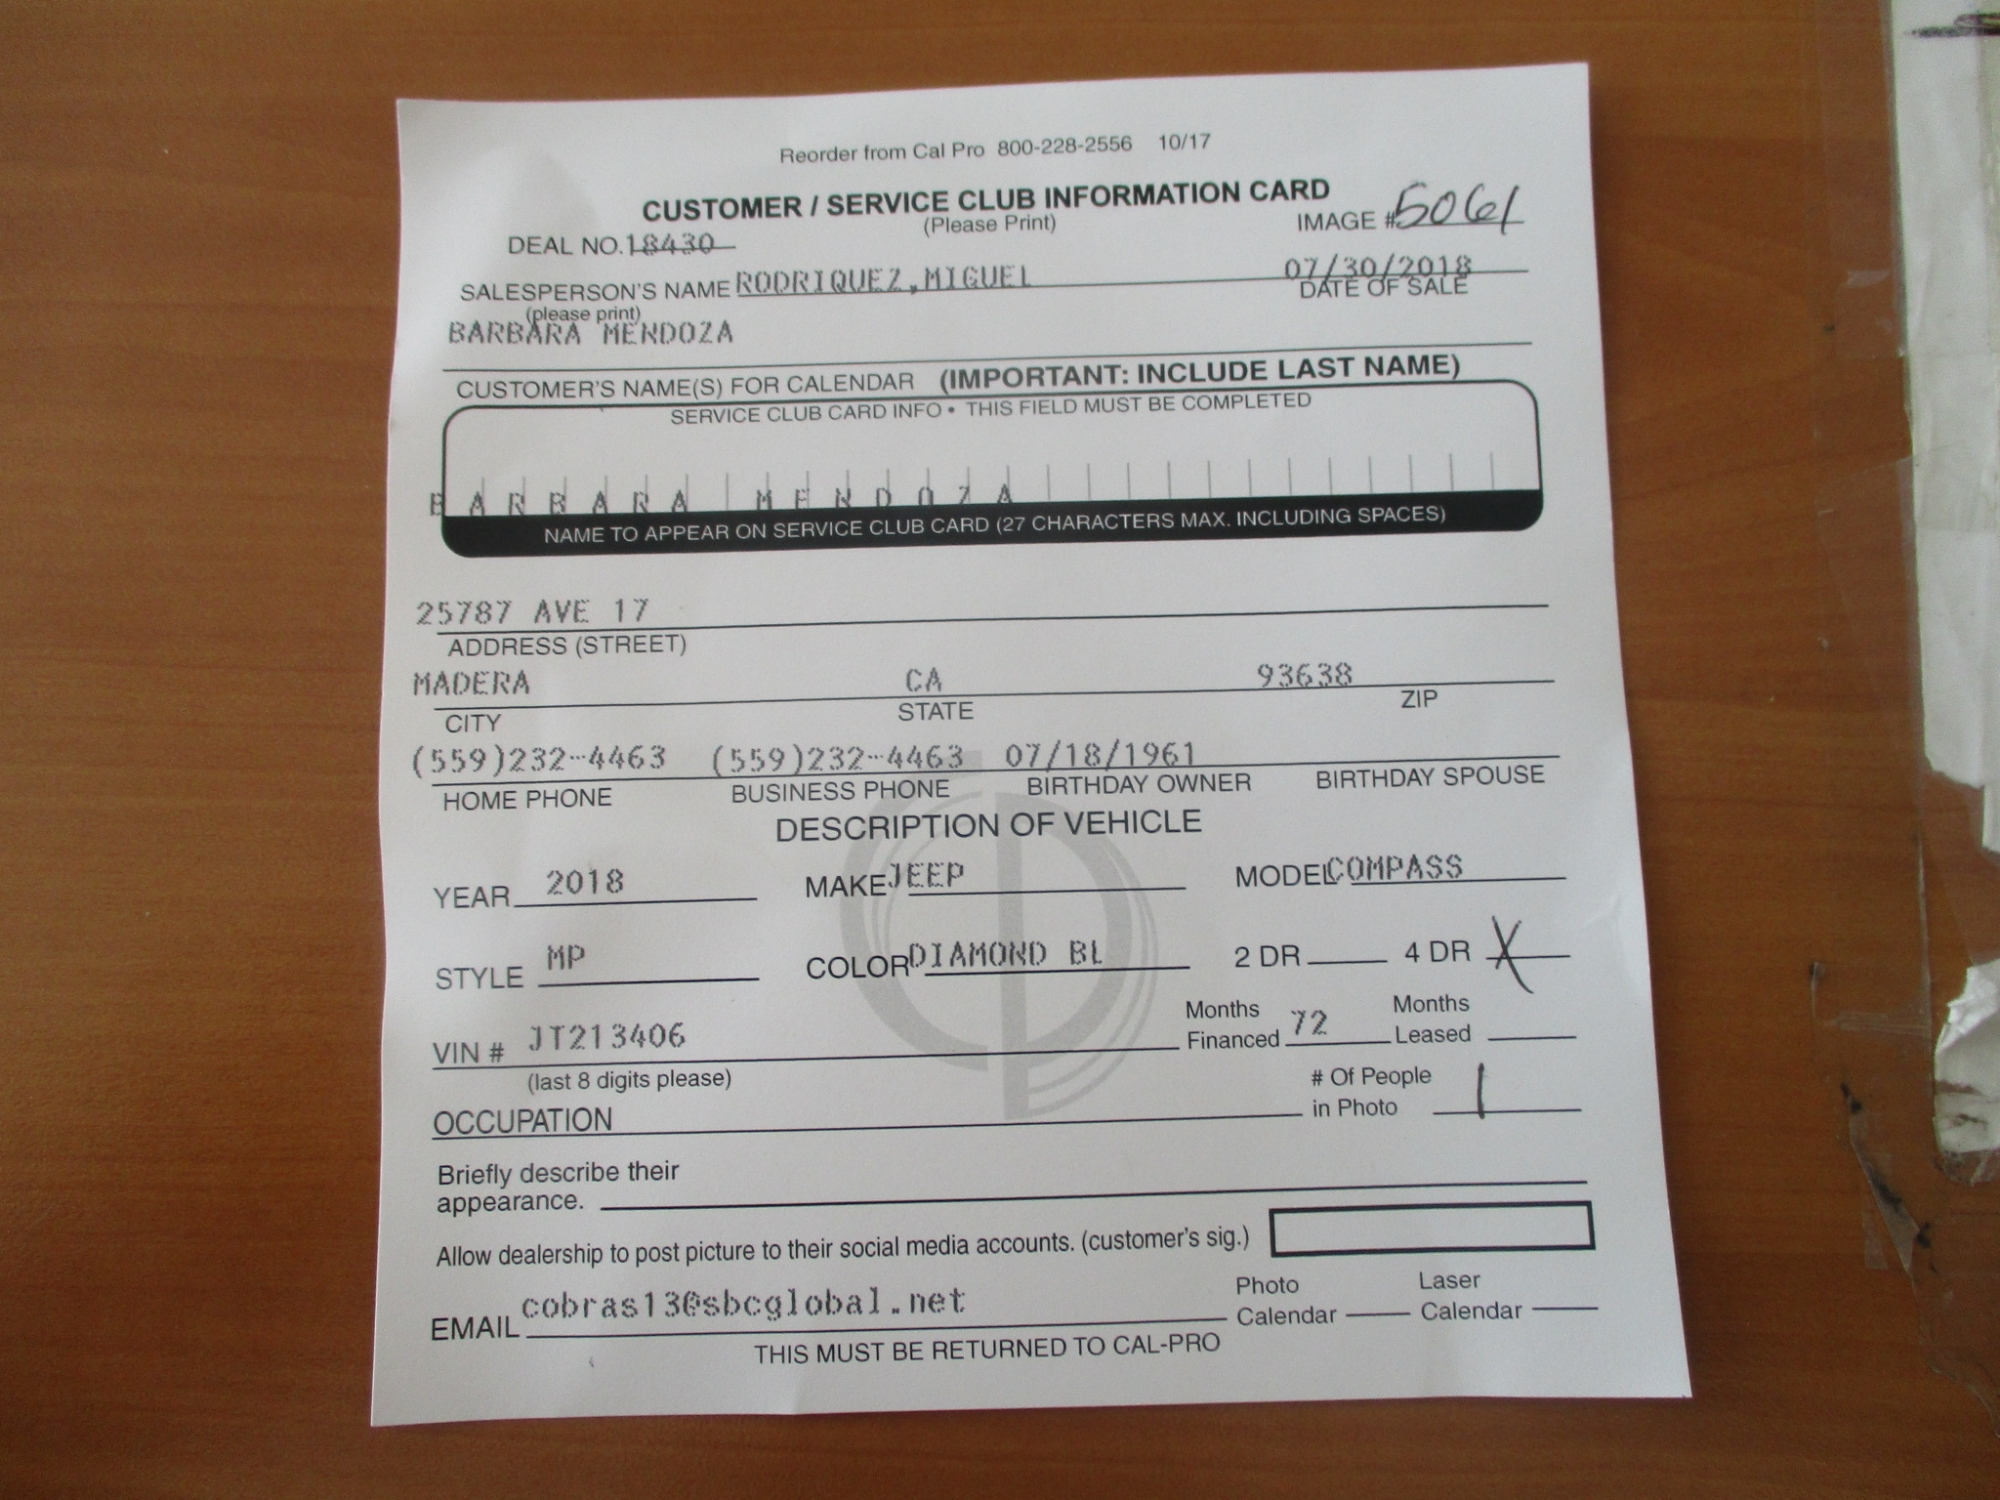 Reorder from Cal Pro 800-228-2556 10/17
CUSTOMER / SERVICE CLUB INFORMATION CARD
(Please Print)
IMAGE # 5061
DEAL NO. 18430
SALESPERSON'S NAME RODRIQUEZ,MIGUEL 07/30/2018
(please print) DATE OF SALE
BARBARA MENDOZA
CUSTOMER'S NAME(S) FOR CALENDAR (IMPORTANT: INCLUDE LAST NAME)
SERVICE CLUB CARD INFO • THIS FIELD MUST BE COMPLETED
BARBARA MENDOZA
NAME TO APPEAR ON SERVICE CLUB CARD (27 CHARACTERS MAX. INCLUDING SPACES)
25787 AVE 17
ADDRESS (STREET)
MADERA CA 93638
CITY STATE ZIP
(559)232-4463 (559)232-4463 07/18/1961
HOME PHONE BUSINESS PHONE BIRTHDAY OWNER BIRTHDAY SPOUSE
DESCRIPTION OF VEHICLE
YEAR 2018 MAKE JEEP MODEL COMPASS
STYLE MP COLOR DIAMOND BL 2 DR 4 DR X
VIN # JT213406 Months Financed 72 Months Leased
(last 8 digits please)
OCCUPATION # Of People in Photo 1
Briefly describe their
appearance.
Allow dealership to post picture to their social media accounts. (customer's sig.)
EMAIL cobras13@sbcglobal.net Photo Calendar Laser Calendar
THIS MUST BE RETURNED TO CAL-PRO